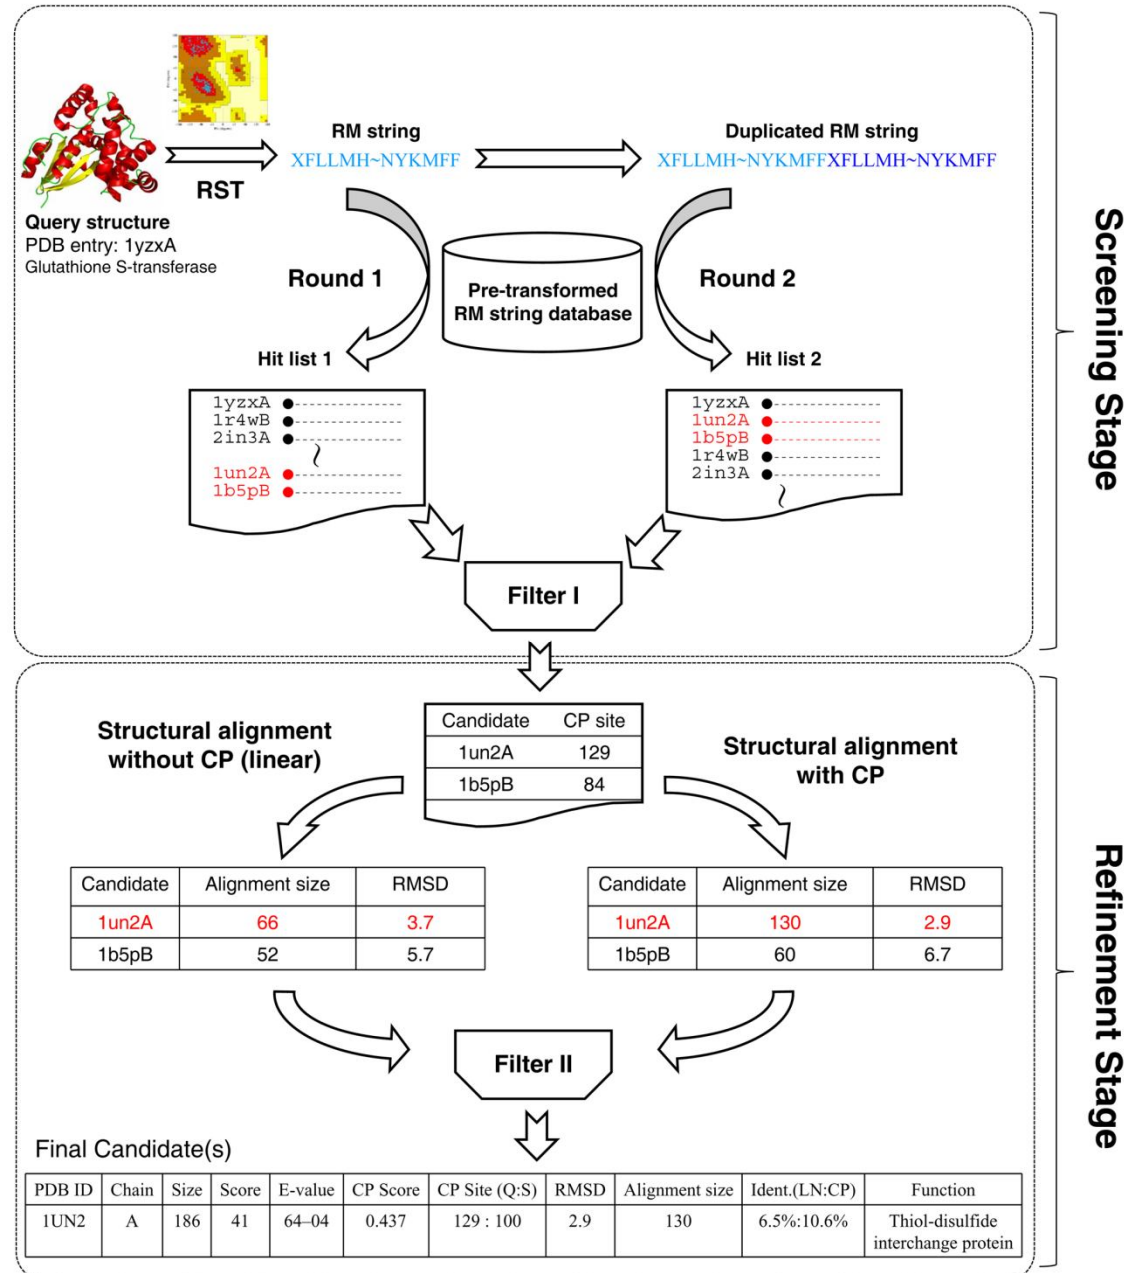 RM string
Duplicated RM string
XFLLMH~NYKMFF
XFLLMH~NYKMFFXFLLMH~NYKMFF
RST
Query structure
PDB entry: 1yzxA
Glutathione S-transferase
Round 1
Pre-transformed
RM string database
Round 2
Hit list 1
Hit list 2
1yzxA
1r4wB
2in3A
1un2A
1b5pB
1yzxA
1un2A
1b5pB
1r4wB
2in3A
Filter I
Screening Stage
Structural alignment
without CP (linear)
Candidate CP site
1un2A 129
1b5pB 84
Structural alignment
with CP
Candidate Alignment size RMSD
1un2A 66 3.7
1b5pB 52 5.7
Candidate Alignment size RMSD
1un2A 130 2.9
1b5pB 60 6.7
Filter II
Refinement Stage
Final Candidate(s)
PDB ID Chain Size Score E-value CP Score CP Site (Q:S) RMSD Alignment size Ident.(LN:CP) Function
1UN2 A 186 41 64–04 0.437 129 : 100 2.9 130 6.5%:10.6% Thiol-disulfide
interchange protein